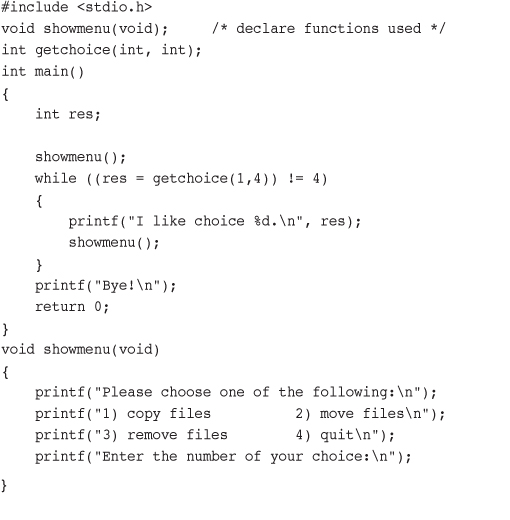 #include <stdio.h>
void showmenu(void);     /* declare functions used */
int getchoice(int, int);
int main()
{
    int res;

    showmenu();
    while ((res = getchoice(1,4)) != 4)
    {
        printf("I like choice %d.\n", res);
        showmenu();
    }
    printf("Bye!\n");
    return 0;
}
void showmenu(void)
{
    printf("Please choose one of the following:\n");
    printf("1) copy files          2) move files\n");
    printf("3) remove files        4) quit\n");
    printf("Enter the number of your choice:\n");
}